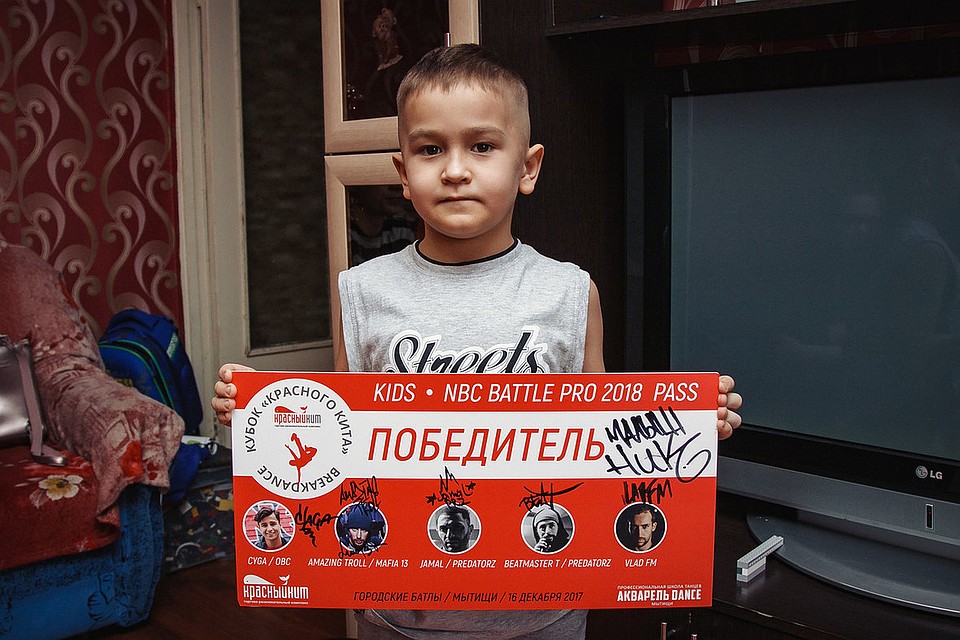 Streets
KIDS • NBC BATTLE PRO 2018 PASS
КУБОК «КРАСНОГО КИТА»
BREAKDANCE
красныйкит
ПОБЕДИТЕЛЬ
МАЛЫШ
НИК
CYGA / OBC
AMAZING TROLL / MAFIA 13
JAMAL / PREDATORZ
BEATMASTER T / PREDATORZ
VLAD FM
красныйкит
ГОРОДСКИЕ БАТЛЫ / МЫТИЩИ / 16 ДЕКАБРЯ 2017
ПРОФЕССИОНАЛЬНАЯ ШКОЛА ТАНЦЕВ
АКВАРЕЛЬ DANCE
МЫТИЩИ
LG